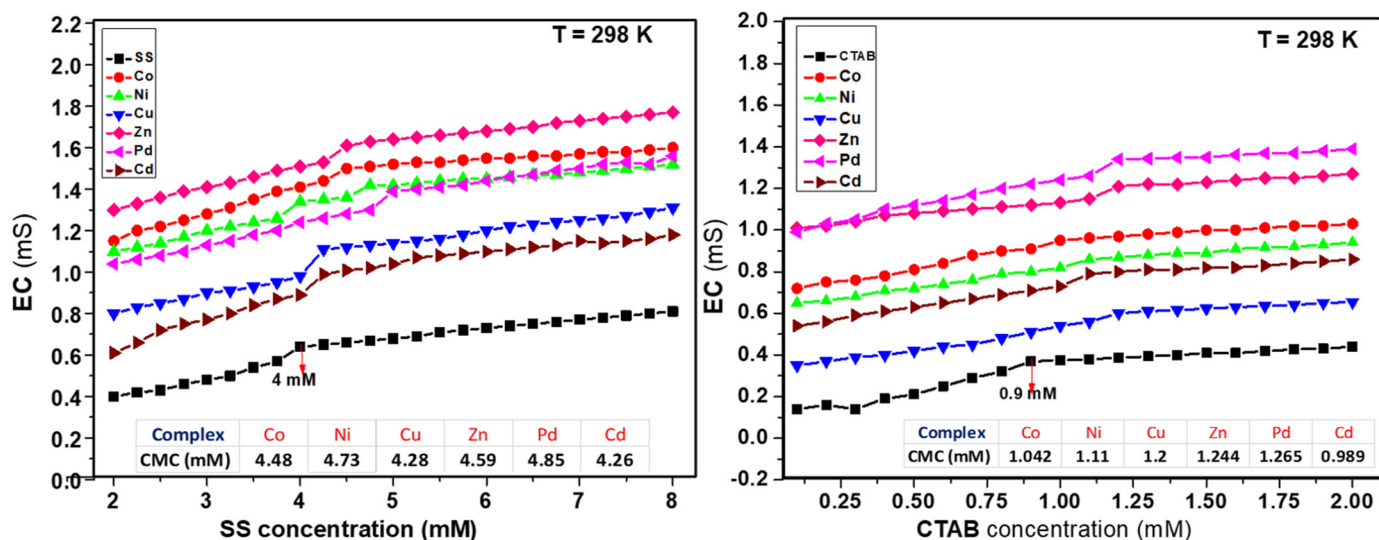 2.2
2.0
1.8
1.6
1.4
1.2
1.0
0.8
0.6
0.4
0.2
0.0
EC (mS)
T = 298 K
SS
Co
Ni
Cu
Zn
Pd
Cd
4 mM
Complex Co Ni Cu Zn Pd Cd
CMC (mM) 4.48 4.73 4.28 4.59 4.85 4.26
2 3 4 5 6 7 8
SS concentration (mM)
2.0
1.8
1.6
1.4
1.2
1.0
0.8
0.6
0.4
0.2
0.0
-0.2
EC (mS)
T = 298 K
CTAB
Co
Ni
Cu
Zn
Pd
Cd
0.9 mM
Complex Co Ni Cu Zn Pd Cd
CMC (mM) 1.042 1.11 1.2 1.244 1.265 0.989
0.25 0.50 0.75 1.00 1.25 1.50 1.75 2.00
CTAB concentration (mM)